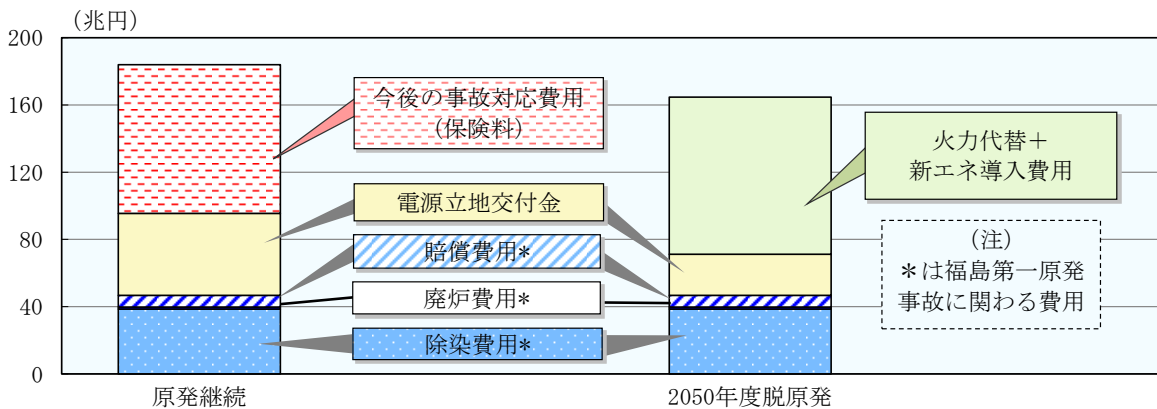 （兆円）
200
160
120
80
40
0
今後の事故対応費用
（保険料）
電源立地交付金
賠償費用*
廃炉費用*
除染費用*
火力代替＋
新エネ導入費用
（注）
＊は福島第一原発
事故に関わる費用
原発継続
2050年度脱原発